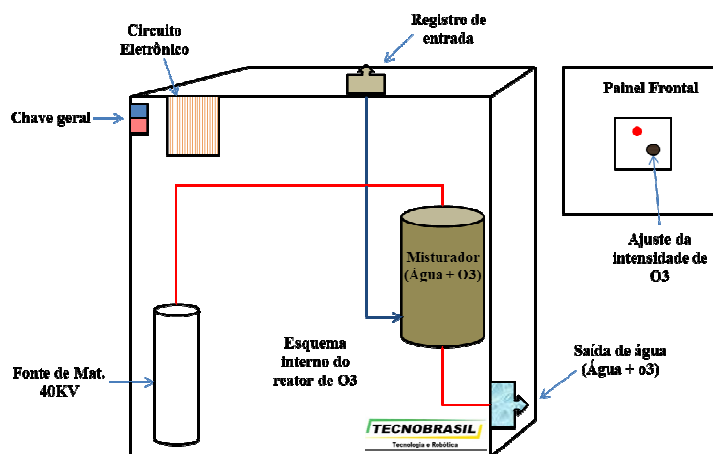 Circuito
Eletrônico
Registro de
entrada
Chave geral
Painel Frontal
Misturador
(Água + O3)
Ajuste da
intensidade de
O3
Esquema
interno do
reator de O3
Fonte de Mat.
40KV
Saída de água
(Água + o3)
TECNOBRASIL
Tecnologia e Robótica